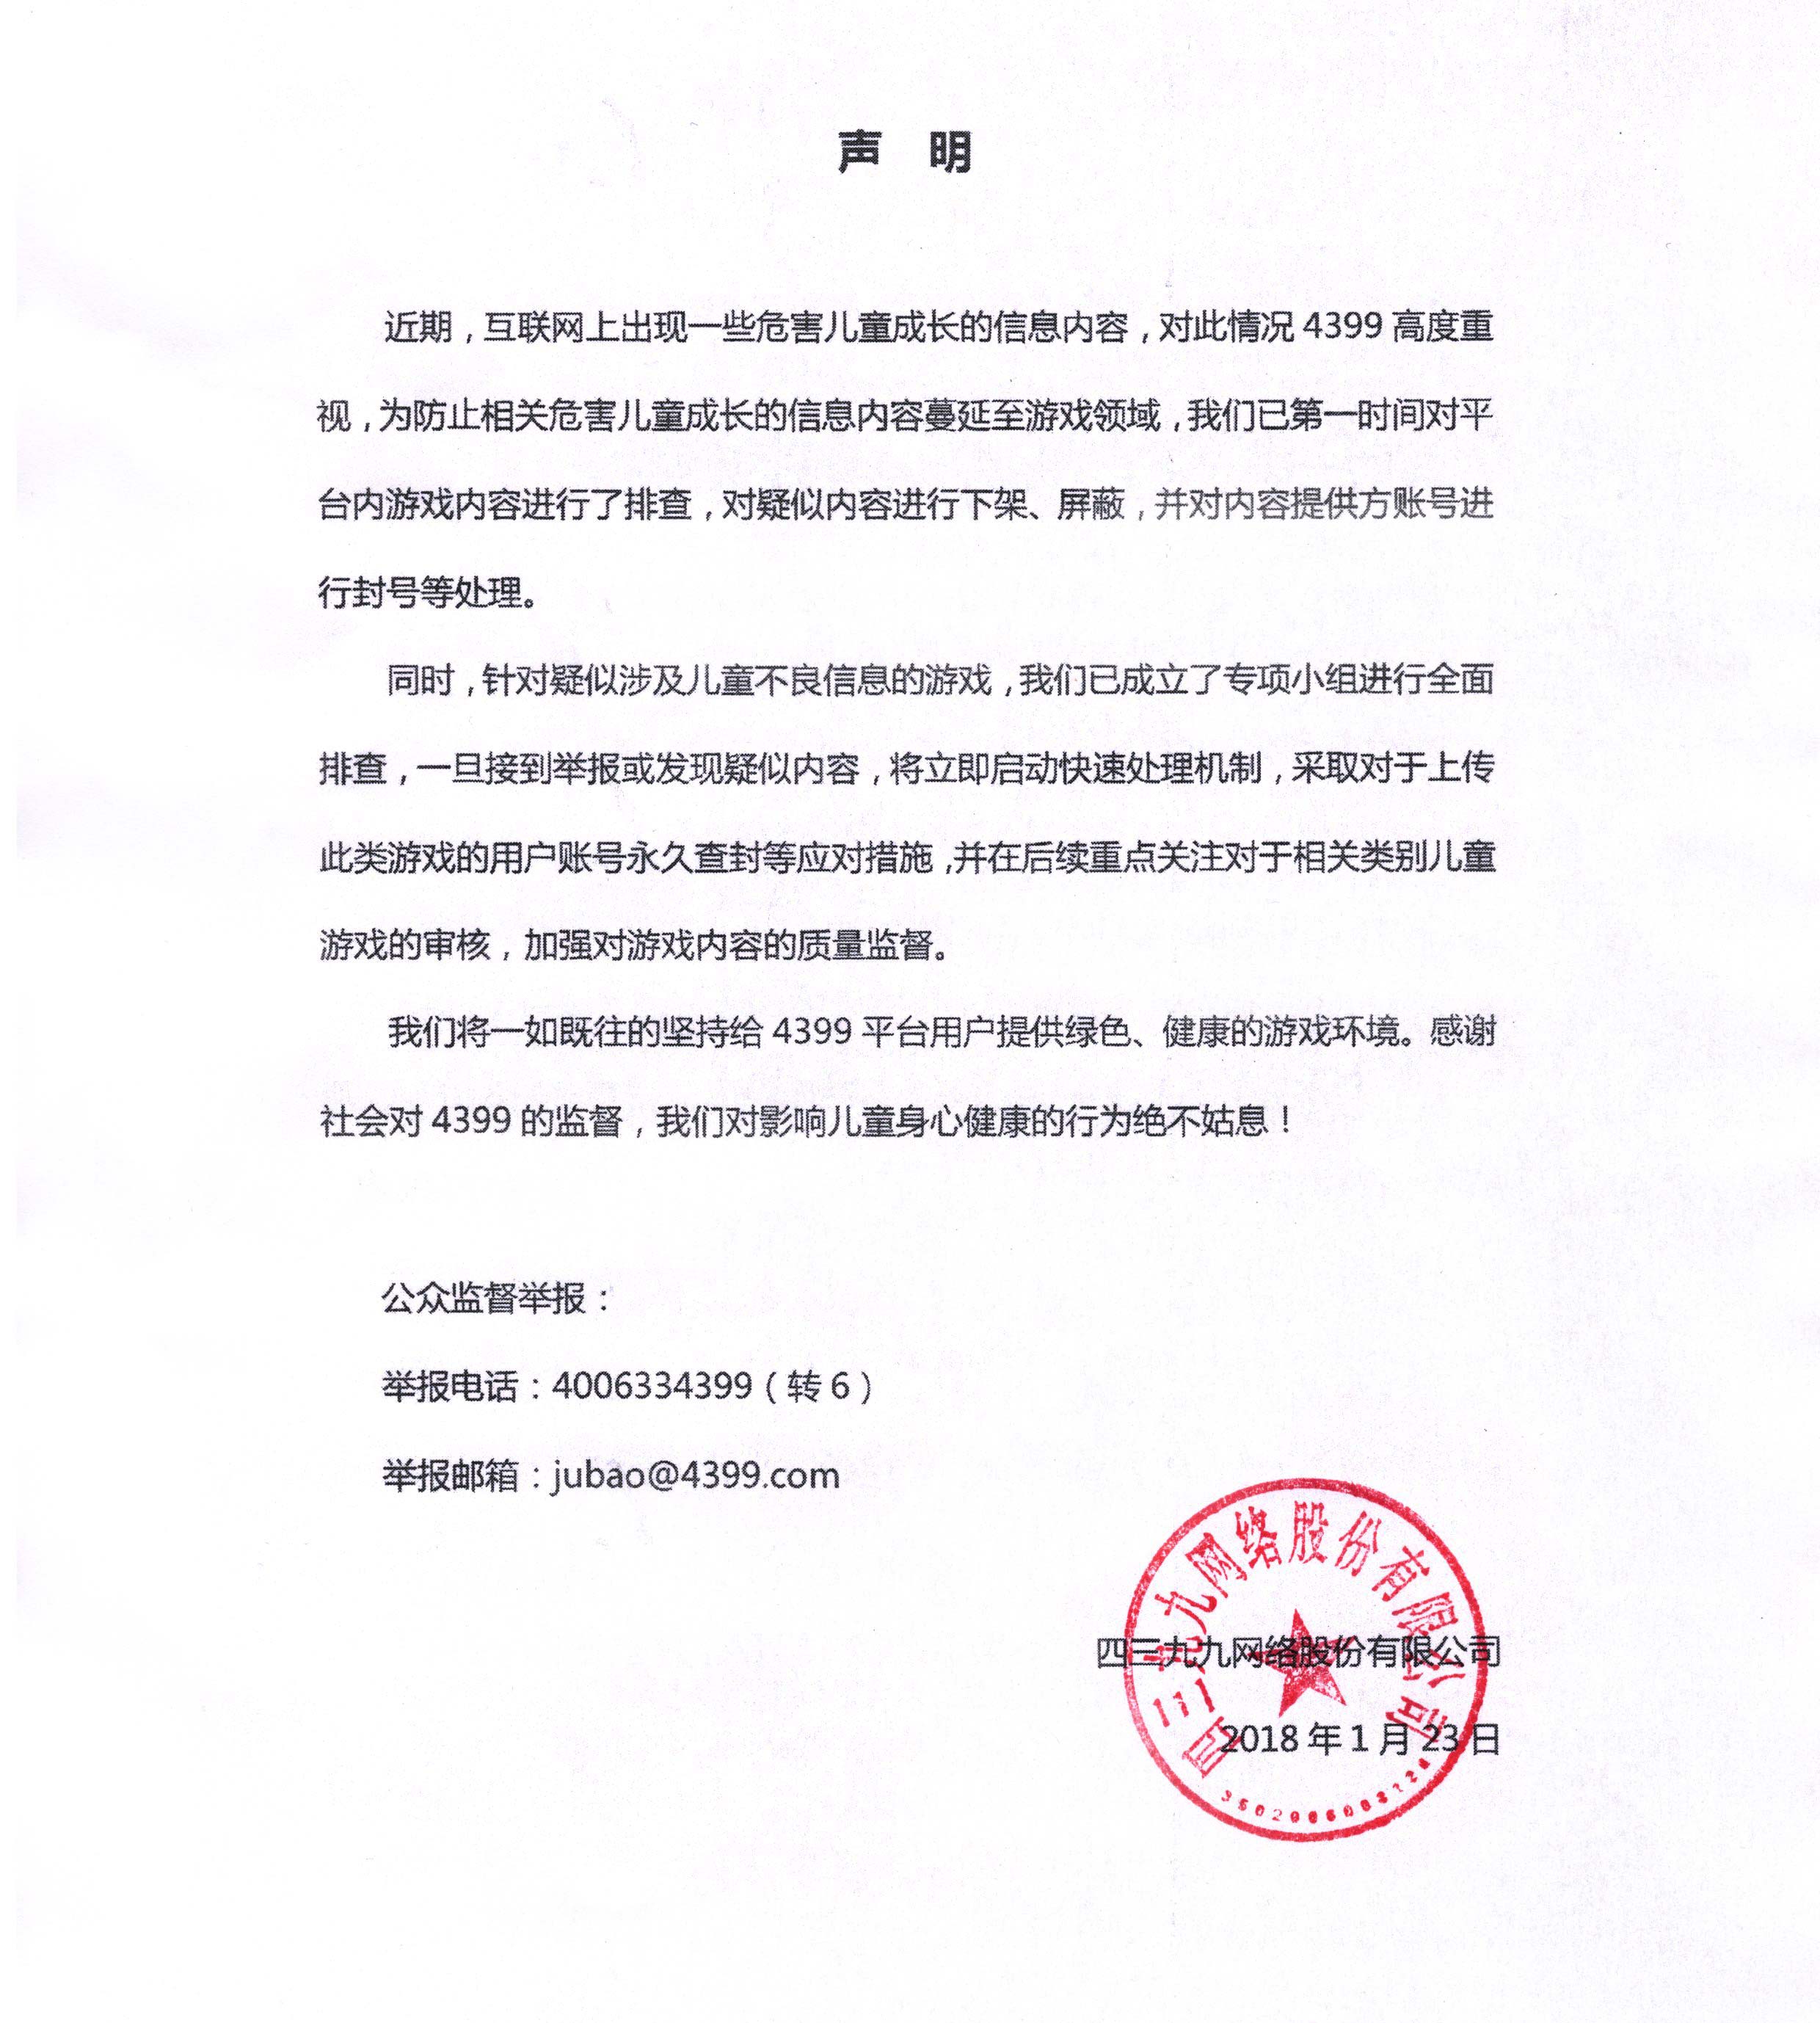 声 明
近期，互联网上出现一些危害儿童成长的信息内容，对此情况 4399 高度重
视，为防止相关危害儿童成长的信息内容蔓延至游戏领域，我们已第一时间对平
台内游戏内容进行了排查，对疑似内容进行下架、屏蔽，并对内容提供方账号进
行封号等处理。
同时，针对疑似涉及儿童不良信息的游戏，我们已成立了专项小组进行全面
排查，一旦接到举报或发现疑似内容，将立即启动快速处理机制，采取对于上传
此类游戏的用户账号永久查封等应对措施，并在后续重点关注对于相关类别儿童
游戏的审核，加强对游戏内容的质量监督。
我们将一如既往的坚持给 4399 平台用户提供绿色、健康的游戏环境。感谢
社会对 4399 的监督，我们对影响儿童身心健康的行为绝不姑息！
公众监督举报：
举报电话：4006334399（转 6）
举报邮箱：jubao@4399.com
四三九九网络股份有限公司
2018 年 1 月 23 日
四三九九网络股份有限公司